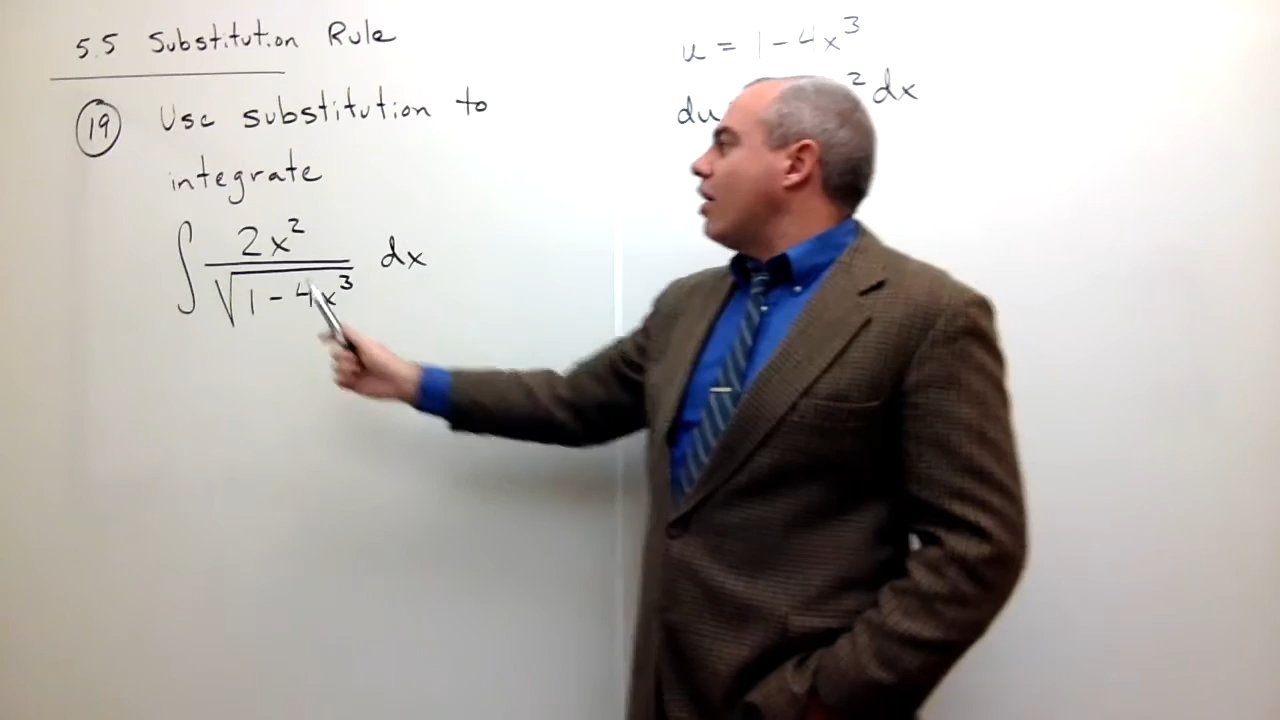 5.5 Substitution Rule
19 Use substitution to
integrate
∫ 2x² / √(1 - 4x³) dx
u = 1 - 4x³
du ² dx